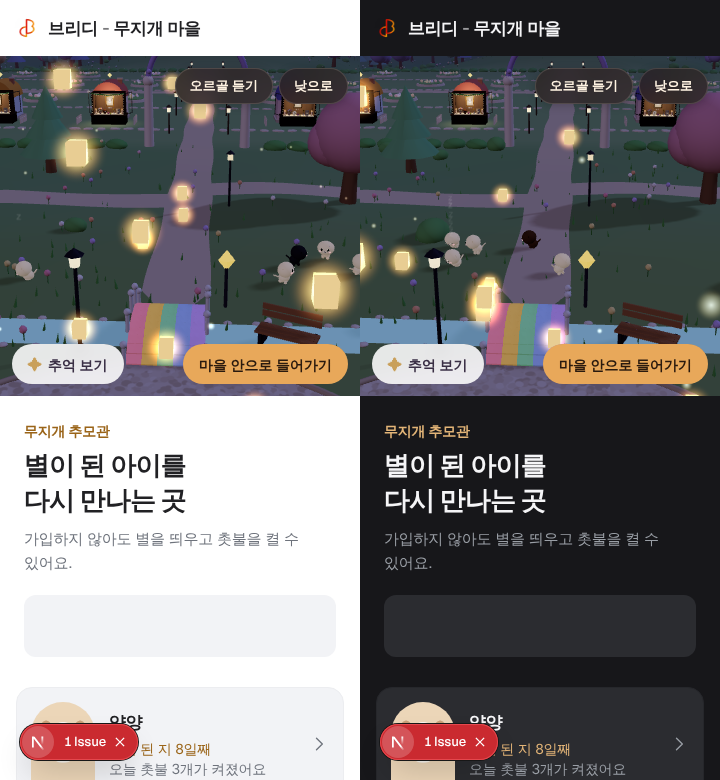 브리디 - 무지개 마을
오르골 듣기
낮으로
추억 보기
마을 안으로 들어가기
무지개 추모관
별이 된 아이를
다시 만나는 곳
가입하지 않아도 별을 띄우고 촛불을 켤 수
있어요.
얌얌
된 지 8일째
오늘 촛불 3개가 켜졌어요
N 1 Issue
브리디 - 무지개 마을
오르골 듣기
낮으로
추억 보기
마을 안으로 들어가기
무지개 추모관
별이 된 아이를
다시 만나는 곳
가입하지 않아도 별을 띄우고 촛불을 켤 수
있어요.
된 지 8일째
오늘 촛불 3개가 켜졌어요
N 1 Issue